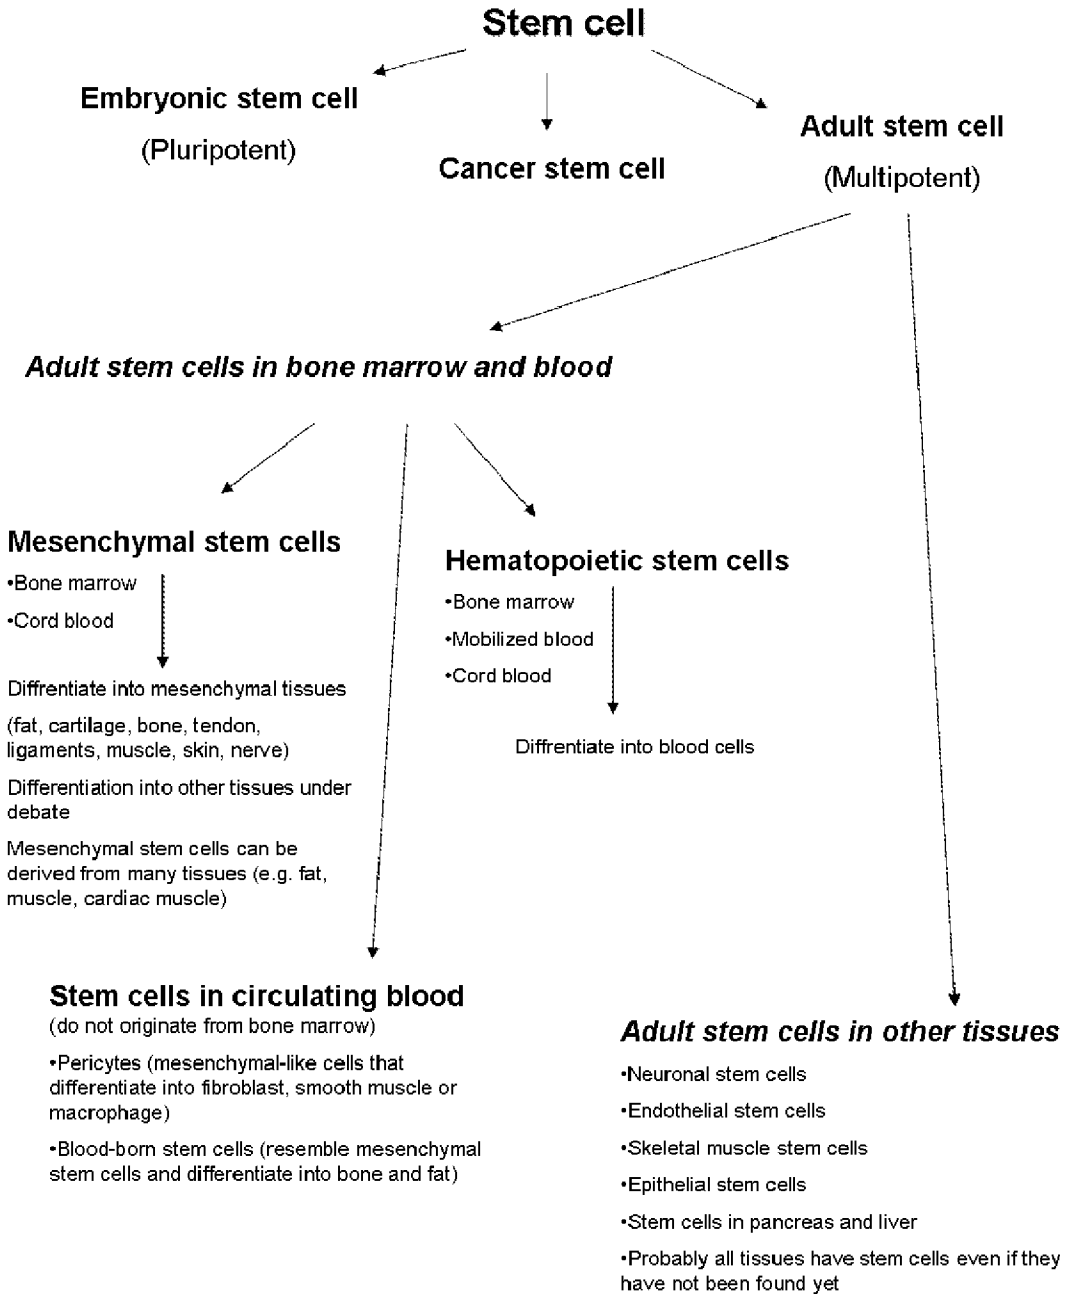 Stem cell
Embryonic stem cell
(Pluripotent)
Cancer stem cell
Adult stem cell
(Multipotent)
Adult stem cells in bone marrow and blood
Mesenchymal stem cells
•Bone marrow
•Cord blood
Diffrentiate into mesenchymal tissues
(fat, cartilage, bone, tendon,
ligaments, muscle, skin, nerve)
Differentiation into other tissues under
debate
Mesenchymal stem cells can be
derived from many tissues (e.g. fat,
muscle, cardiac muscle)
Hematopoietic stem cells
•Bone marrow
•Mobilized blood
•Cord blood
Diffrentiate into blood cells
Stem cells in circulating blood
(do not originate from bone marrow)
•Pericytes (mesenchymal-like cells that
differentiate into fibroblast, smooth muscle or
macrophage)
•Blood-born stem cells (resemble mesenchymal
stem cells and differentiate into bone and fat)
Adult stem cells in other tissues
•Neuronal stem cells
•Endothelial stem cells
•Skeletal muscle stem cells
•Epithelial stem cells
•Stem cells in pancreas and liver
•Probably all tissues have stem cells even if they
have not been found yet